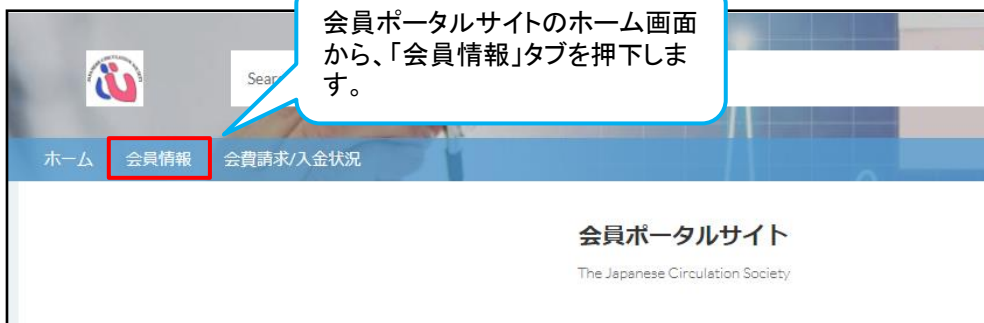 会員ポータルサイトのホーム画面
から、「会員情報」タブを押下しま
す。
ホーム 会員情報 会費請求/入金状況
会員ポータルサイト
The Japanese Circulation Society